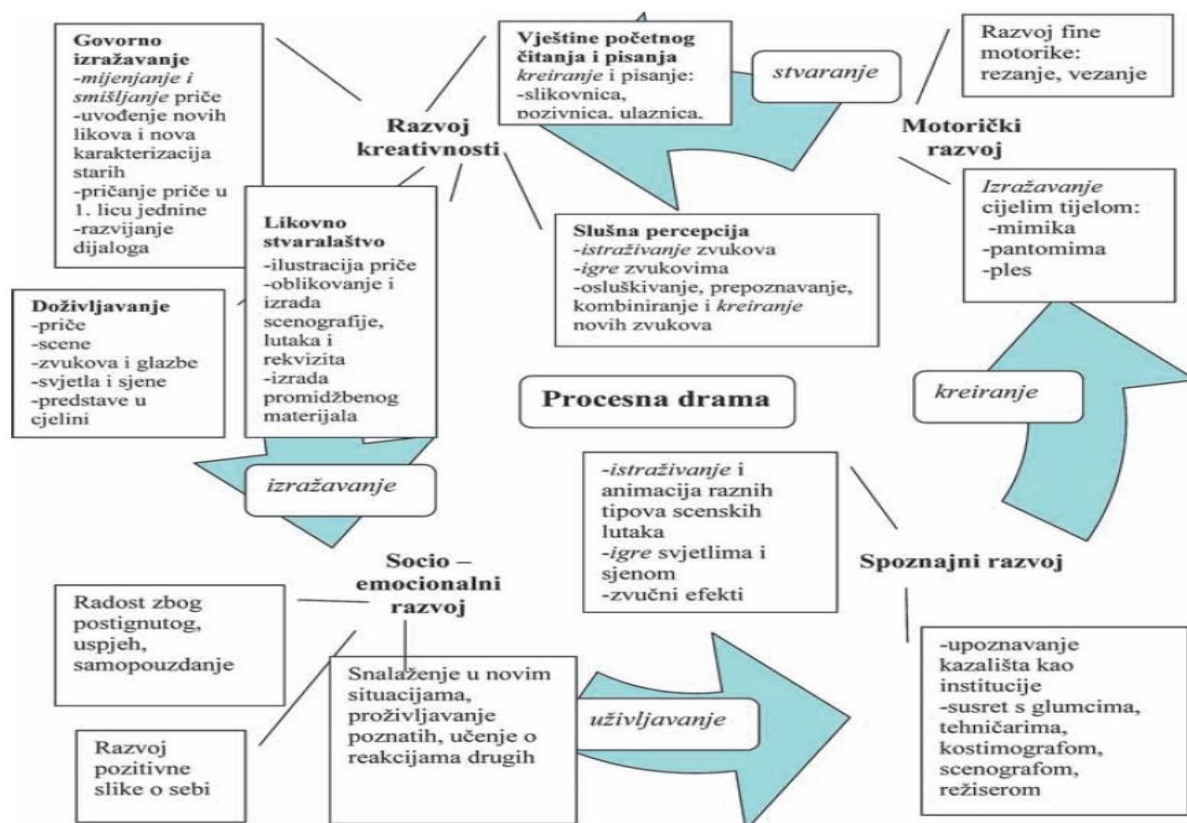 Govorno
izražavanje
-mijenjanje i
smišljanje priče
-uvođenje novih
likova i nova
karakterizacija
starih
-pričanje priče u
1. licu jednine
-razvijanje
dijaloga
Vještine početnog
čitanja i pisanja
kreiranje i pisanje:
-slikovnica,
pozivnica, ulaznica,
stvaranje
Razvoj fine
motorike:
rezanje, vezanje
Razvoj
kreativnosti
Motorički
razvoj
Likovno
stvaralaštvo
-ilustracija priče
-oblikovanje i
izrada
scenografije,
lutaka i
rekvizita
-izrada
promidžbenog
materijala
Slušna percepcija
-istraživanje zvukova
-igre zvukovima
-osluškivanje, prepoznavanje,
kombiniranje i kreiranje
novih zvukova
Izražavanje
cijelim tijelom:
-mimika
-pantomima
-ples
Doživljavanje
-priče
-scene
-zvukova i glazbe
-svjetla i sjene
-predstave u
cjelini
Procesna drama
kreiranje
izražavanje
-istraživanje i
animacija raznih
tipova scenskih
lutaka
-igre svjetlima i
sjenom
-zvučni efekti
Socio –
emocionalni
razvoj
Spoznajni razvoj
Radost zbog
postignutog,
uspjeh,
samopouzdanje
Snalaženje u novim
situacijama,
proživljavanje
poznatih, učenje o
reakcijama drugih
uživljavanje
-upoznavanje
kazališta kao
institucije
-susret s glumcima,
tehničarima,
kostimografom,
scenografom,
režiserom
Razvoj
pozitivne
slike o sebi